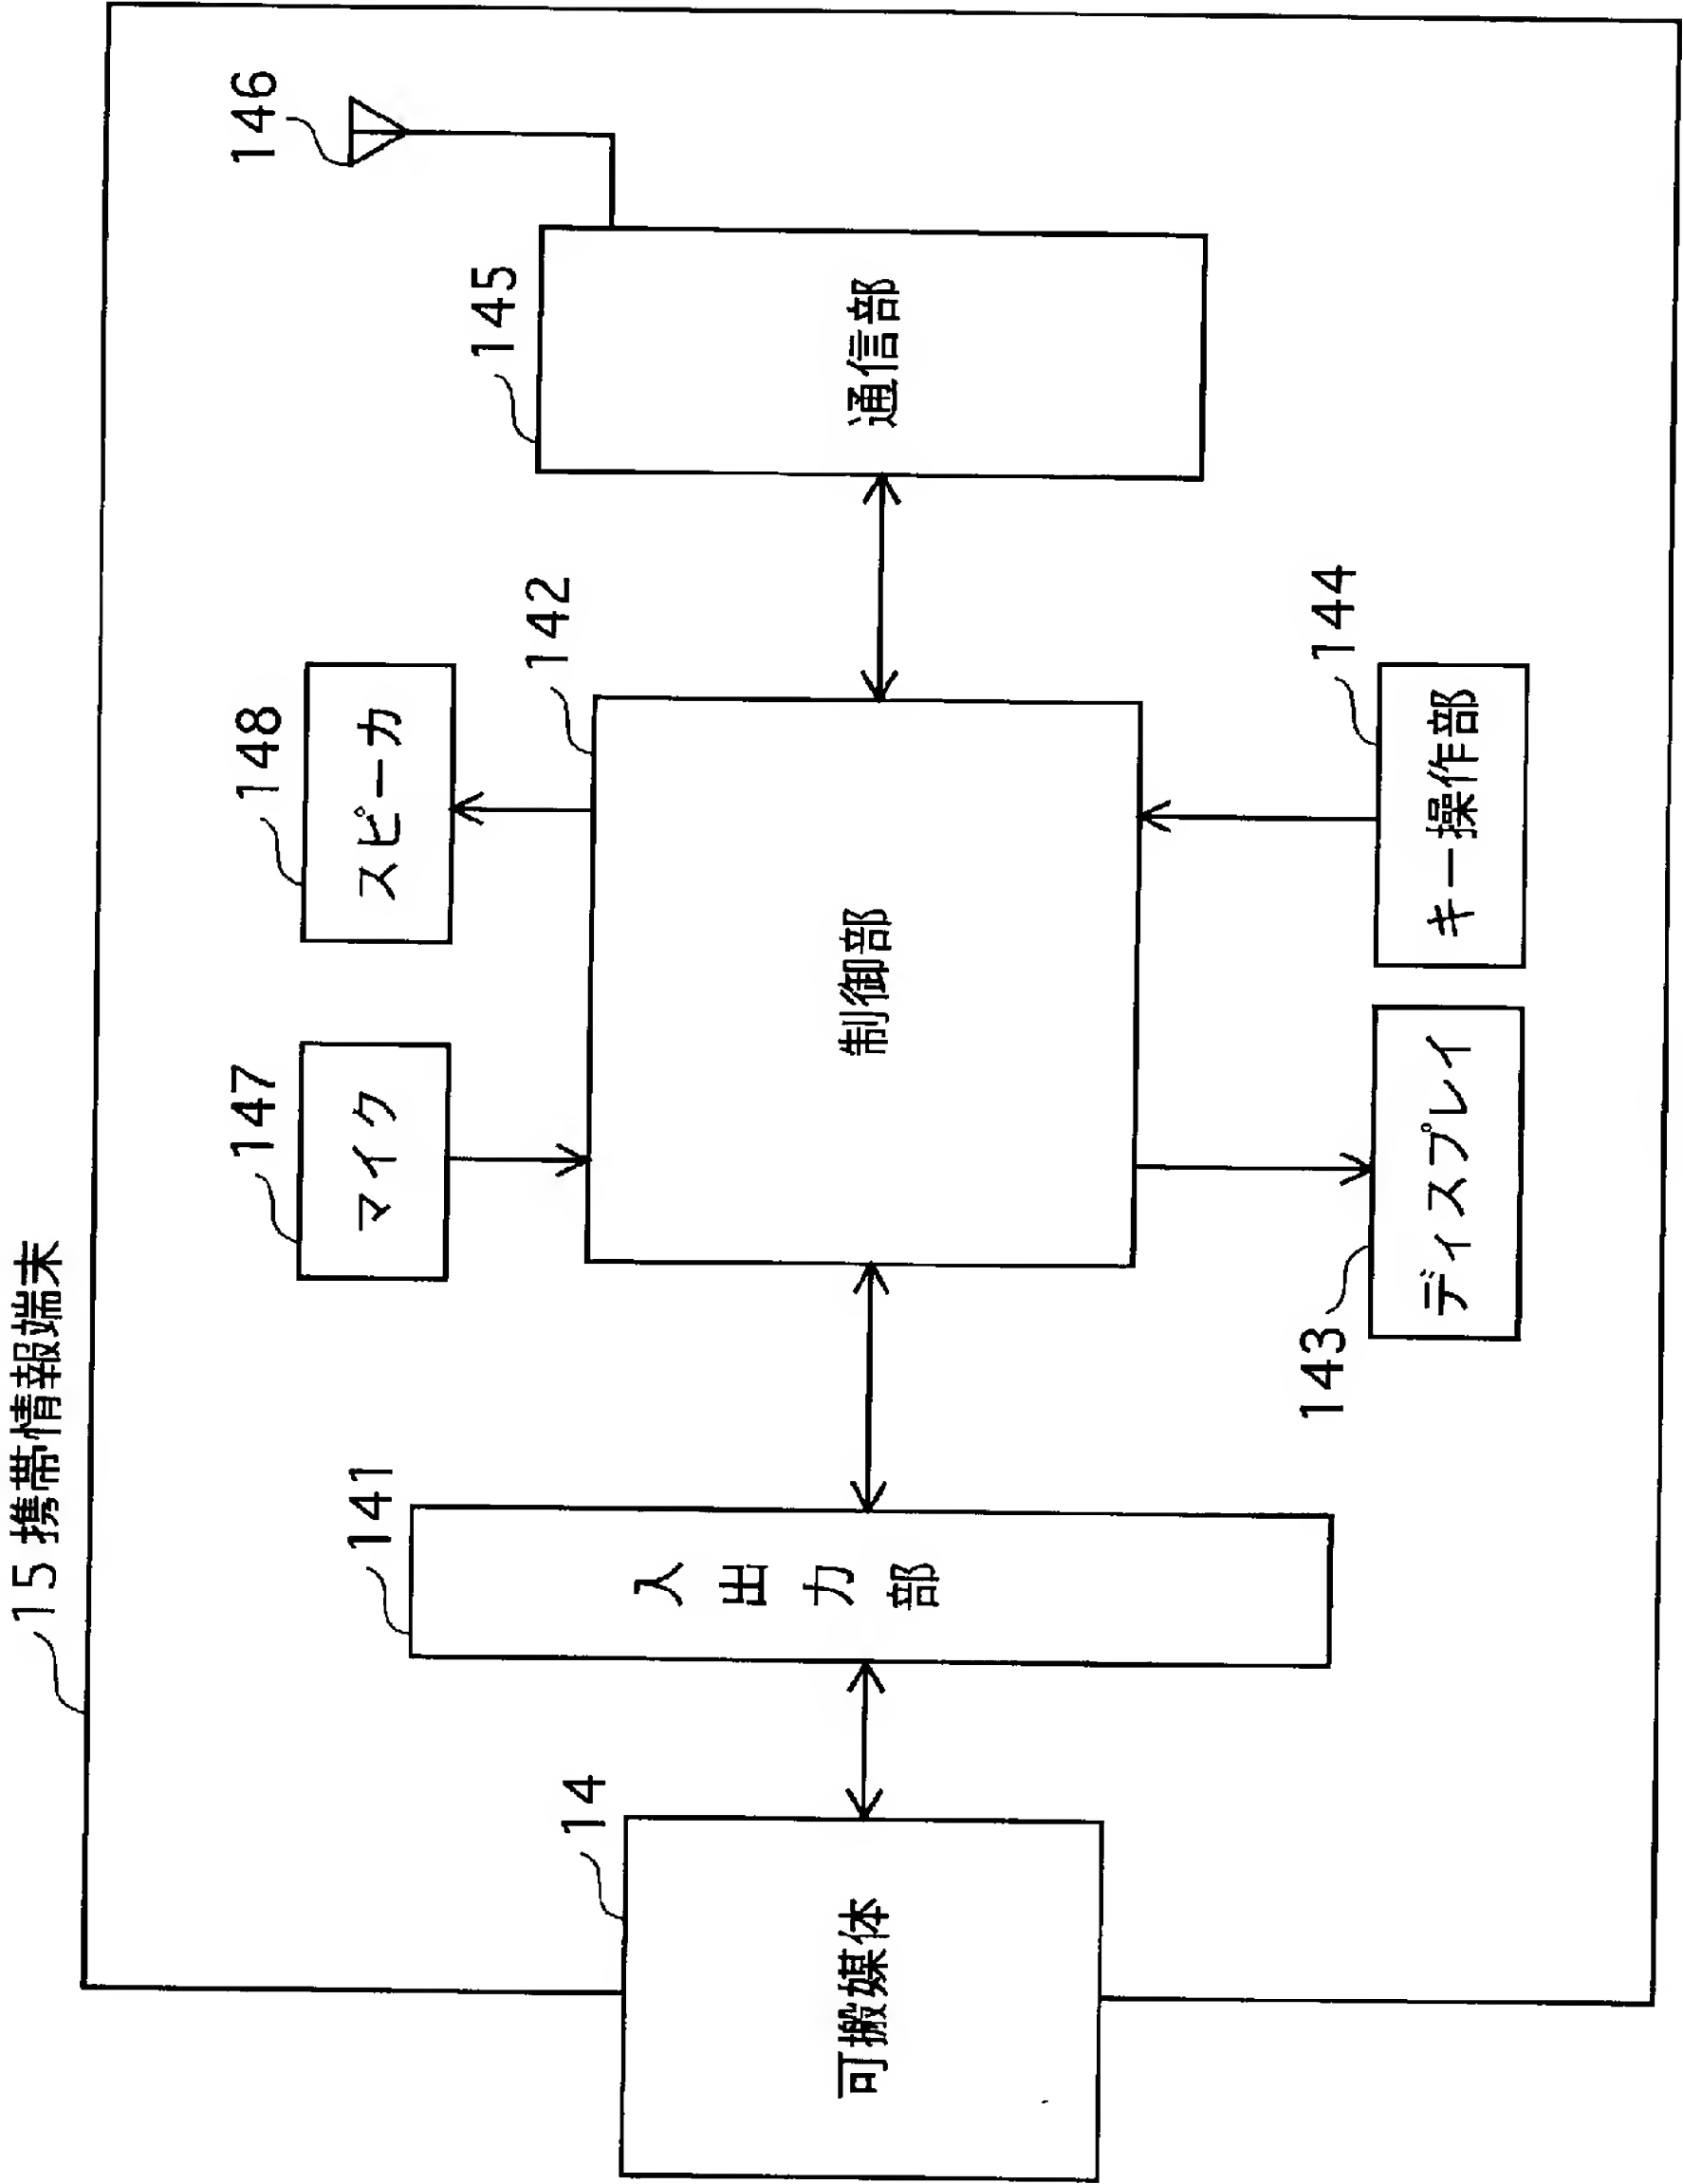 15 携帯情報端末
147
マイク
148
スピーカ
146
14
可搬媒体
141
入出力部
142
制御部
145
通信部
143
ディスプレイ
144
キー操作部